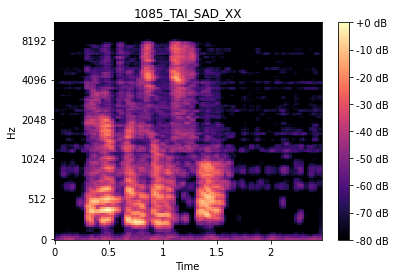 1085_TAI_SAD_XX
+0 dB
8192
-10 dB
4096
-20 dB
-30 dB
2048
Hz
-40 dB
1024
-50 dB
512
-60 dB
-70 dB
0
-80 dB
0 0.5 1 1.5 2
Time